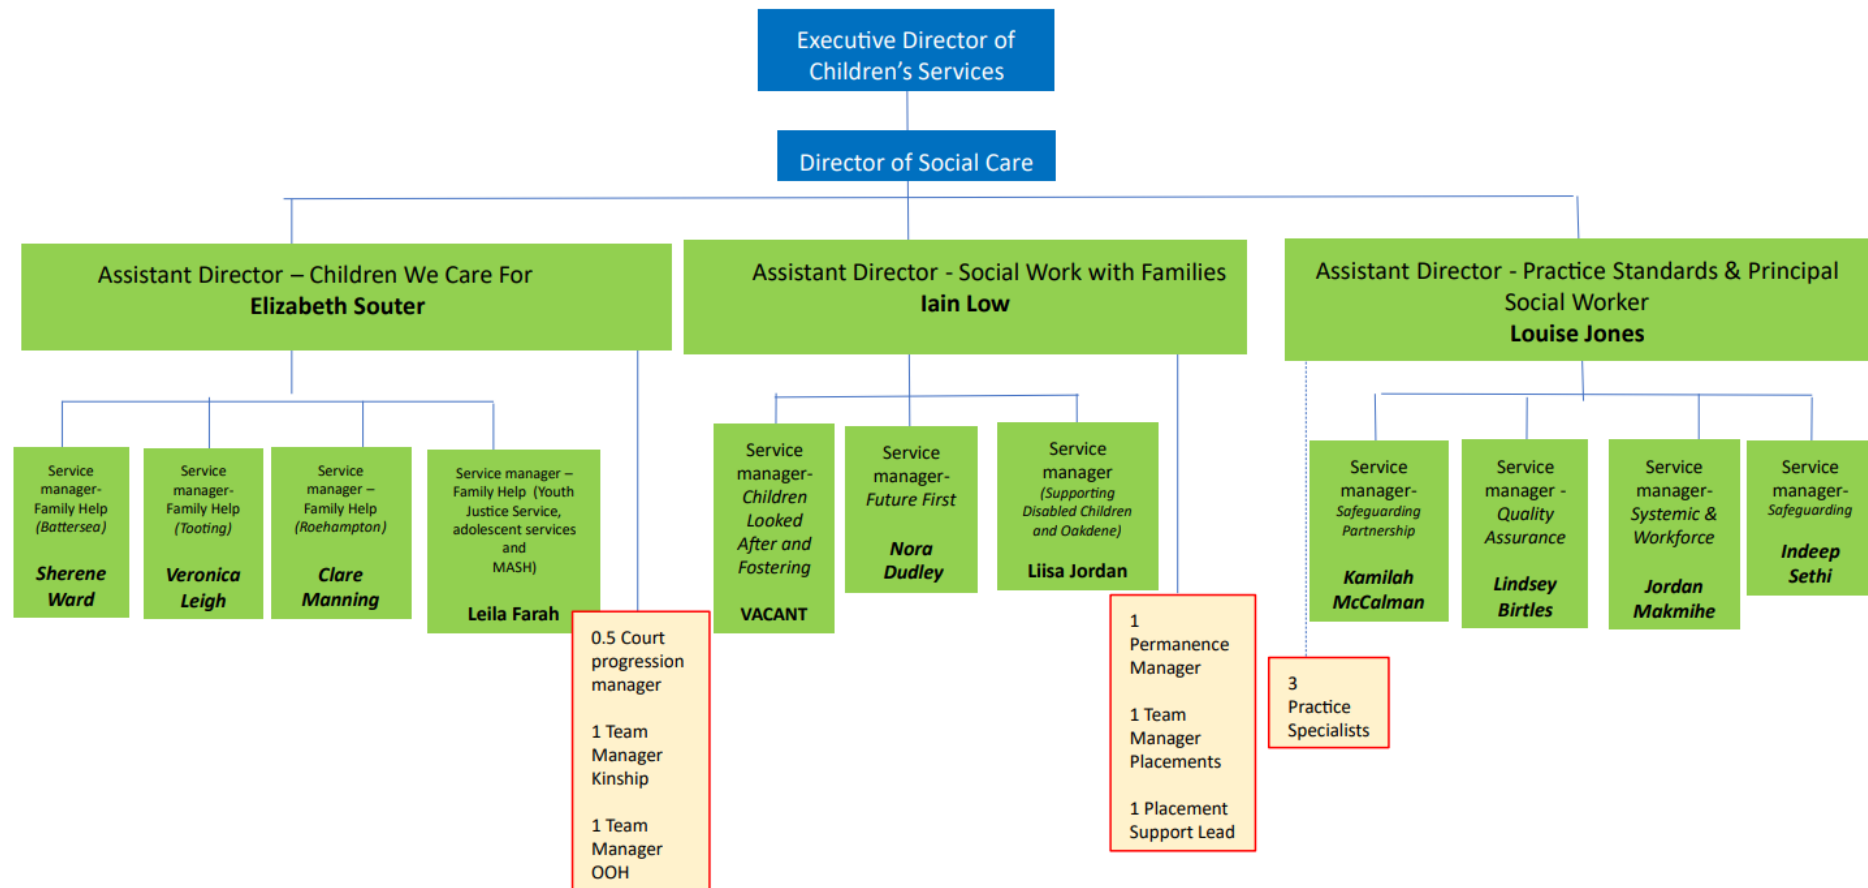 Executive Director of
Children's Services
Director of Social Care
Assistant Director – Children We Care For
Elizabeth Souter
Assistant Director - Social Work with Families
Iain Low
Assistant Director - Practice Standards & Principal
Social Worker
Louise Jones
Service
manager-
Family Help
(Battersea)
Sherene
Ward
Service
manager-
Family Help
(Tooting)
Veronica
Leigh
Service
manager –
Family Help
(Roehampton)
Clare
Manning
Service manager –
Family Help (Youth
Justice Service,
adolescent services
and
MASH)
Leila Farah
0.5 Court
progression
manager
1 Team
Manager
Kinship
1 Team
Manager
OOH
Service
manager-
Children
Looked
After and
Fostering
VACANT
Service
manager-
Future First
Nora
Dudley
Service
manager
(Supporting
Disabled Children
and Oakdene)
Liisa Jordan
1
Permanence
Manager
1 Team
Manager
Placements
1 Placement
Support Lead
3
Practice
Specialists
Service
manager-
Safeguarding
Partnership
Kamilah
McCalman
Service
manager -
Quality
Assurance
Lindsey
Birtles
Service
manager-
Systemic &
Workforce
Jordan
Makmihe
Service
manager-
Safeguarding
Indeep
Sethi